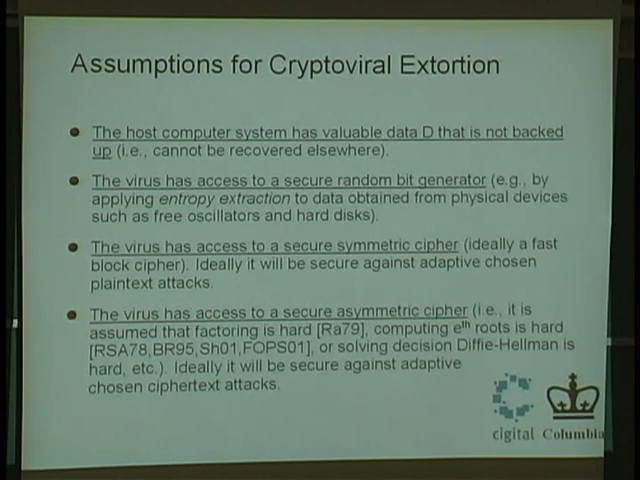 Assumptions for Cryptoviral Extortion
The host computer system has valuable data D that is not backed
up (i.e., cannot be recovered elsewhere).
The virus has access to a secure random bit generator (e.g., by
applying entropy extraction to data obtained from physical devices
such as free oscillators and hard disks).
The virus has access to a secure symmetric cipher (ideally a fast
block cipher). Ideally it will be secure against adaptive chosen
plaintext attacks.
The virus has access to a secure asymmetric cipher (i.e., it is
assumed that factoring is hard [Ra79], computing eth roots is hard
[RSA78,BR95,Sh01,FOPS01], or solving decision Diffie-Hellman is
hard, etc.). Ideally it will be secure against adaptive
chosen ciphertext attacks.
cigital Columbia